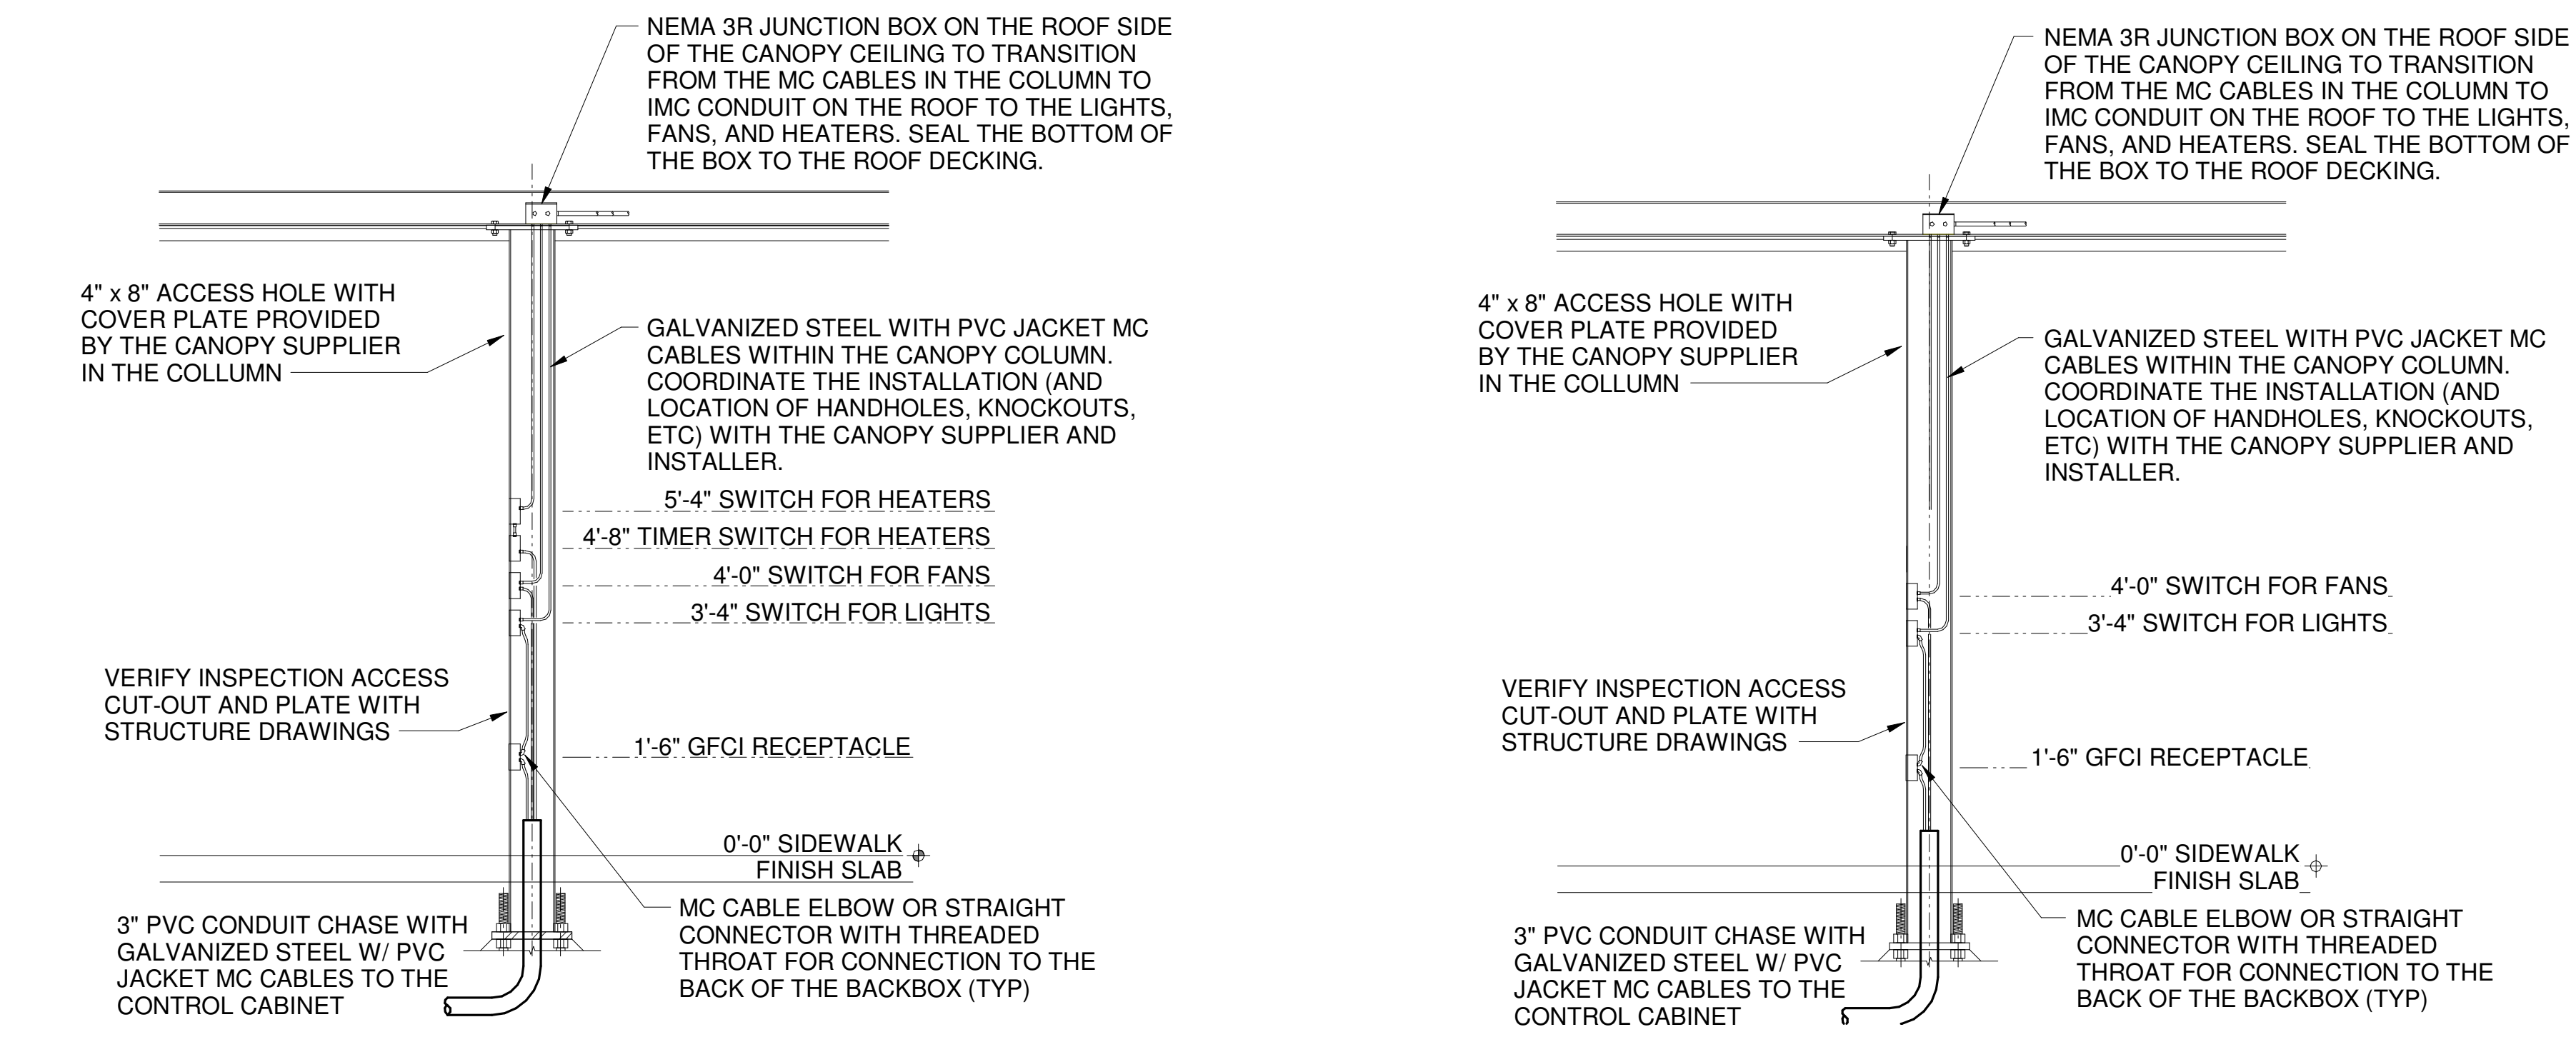 NEMA 3R JUNCTION BOX ON THE ROOF SIDE
OF THE CANOPY CEILING TO TRANSITION
FROM THE MC CABLES IN THE COLUMN TO
IMC CONDUIT ON THE ROOF TO THE LIGHTS,
FANS, AND HEATERS. SEAL THE BOTTOM OF
THE BOX TO THE ROOF DECKING.
4" x 8" ACCESS HOLE WITH
COVER PLATE PROVIDED
BY THE CANOPY SUPPLIER
IN THE COLLUMN
GALVANIZED STEEL WITH PVC JACKET MC
CABLES WITHIN THE CANOPY COLUMN.
COORDINATE THE INSTALLATION (AND
LOCATION OF HANDHOLES, KNOCKOUTS,
ETC) WITH THE CANOPY SUPPLIER AND
INSTALLER.
5'-4" SWITCH FOR HEATERS
4'-8" TIMER SWITCH FOR HEATERS
4'-0" SWITCH FOR FANS
3'-4" SWITCH FOR LIGHTS
VERIFY INSPECTION ACCESS
CUT-OUT AND PLATE WITH
STRUCTURE DRAWINGS
1'-6" GFCI RECEPTACLE
0'-0" SIDEWALK
FINISH SLAB
3" PVC CONDUIT CHASE WITH
GALVANIZED STEEL W/ PVC
JACKET MC CABLES TO THE
CONTROL CABINET
MC CABLE ELBOW OR STRAIGHT
CONNECTOR WITH THREADED
THROAT FOR CONNECTION TO THE
BACK OF THE BACKBOX (TYP)
NEMA 3R JUNCTION BOX ON THE ROOF SIDE
OF THE CANOPY CEILING TO TRANSITION
FROM THE MC CABLES IN THE COLUMN TO
IMC CONDUIT ON THE ROOF TO THE LIGHTS,
FANS, AND HEATERS. SEAL THE BOTTOM OF
THE BOX TO THE ROOF DECKING.
4" x 8" ACCESS HOLE WITH
COVER PLATE PROVIDED
BY THE CANOPY SUPPLIER
IN THE COLLUMN
GALVANIZED STEEL WITH PVC JACKET MC
CABLES WITHIN THE CANOPY COLUMN.
COORDINATE THE INSTALLATION (AND
LOCATION OF HANDHOLES, KNOCKOUTS,
ETC) WITH THE CANOPY SUPPLIER AND
INSTALLER.
4'-0" SWITCH FOR FANS
3'-4" SWITCH FOR LIGHTS
VERIFY INSPECTION ACCESS
CUT-OUT AND PLATE WITH
STRUCTURE DRAWINGS
1'-6" GFCI RECEPTACLE
0'-0" SIDEWALK
FINISH SLAB
3" PVC CONDUIT CHASE WITH
GALVANIZED STEEL W/ PVC
JACKET MC CABLES TO THE
CONTROL CABINET
MC CABLE ELBOW OR STRAIGHT
CONNECTOR WITH THREADED
THROAT FOR CONNECTION TO THE
BACK OF THE BACKBOX (TYP)